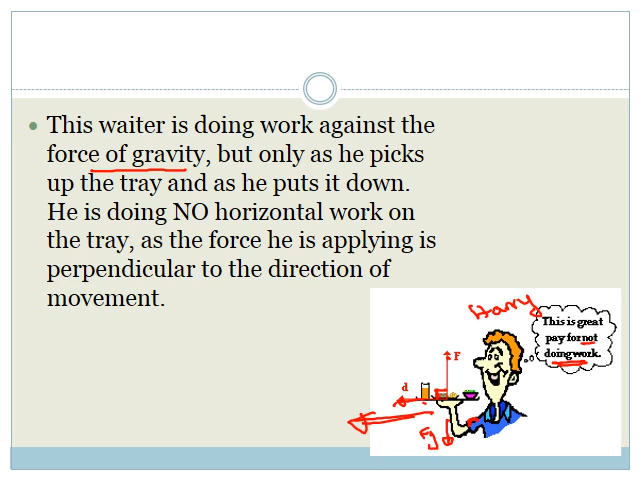 This waiter is doing work against the
force of gravity, but only as he picks
up the tray and as he puts it down.
He is doing NO horizontal work on
the tray, as the force he is applying is
perpendicular to the direction of
movement.
Harry
This is great
pay for not
doing work.
F
d
Fg